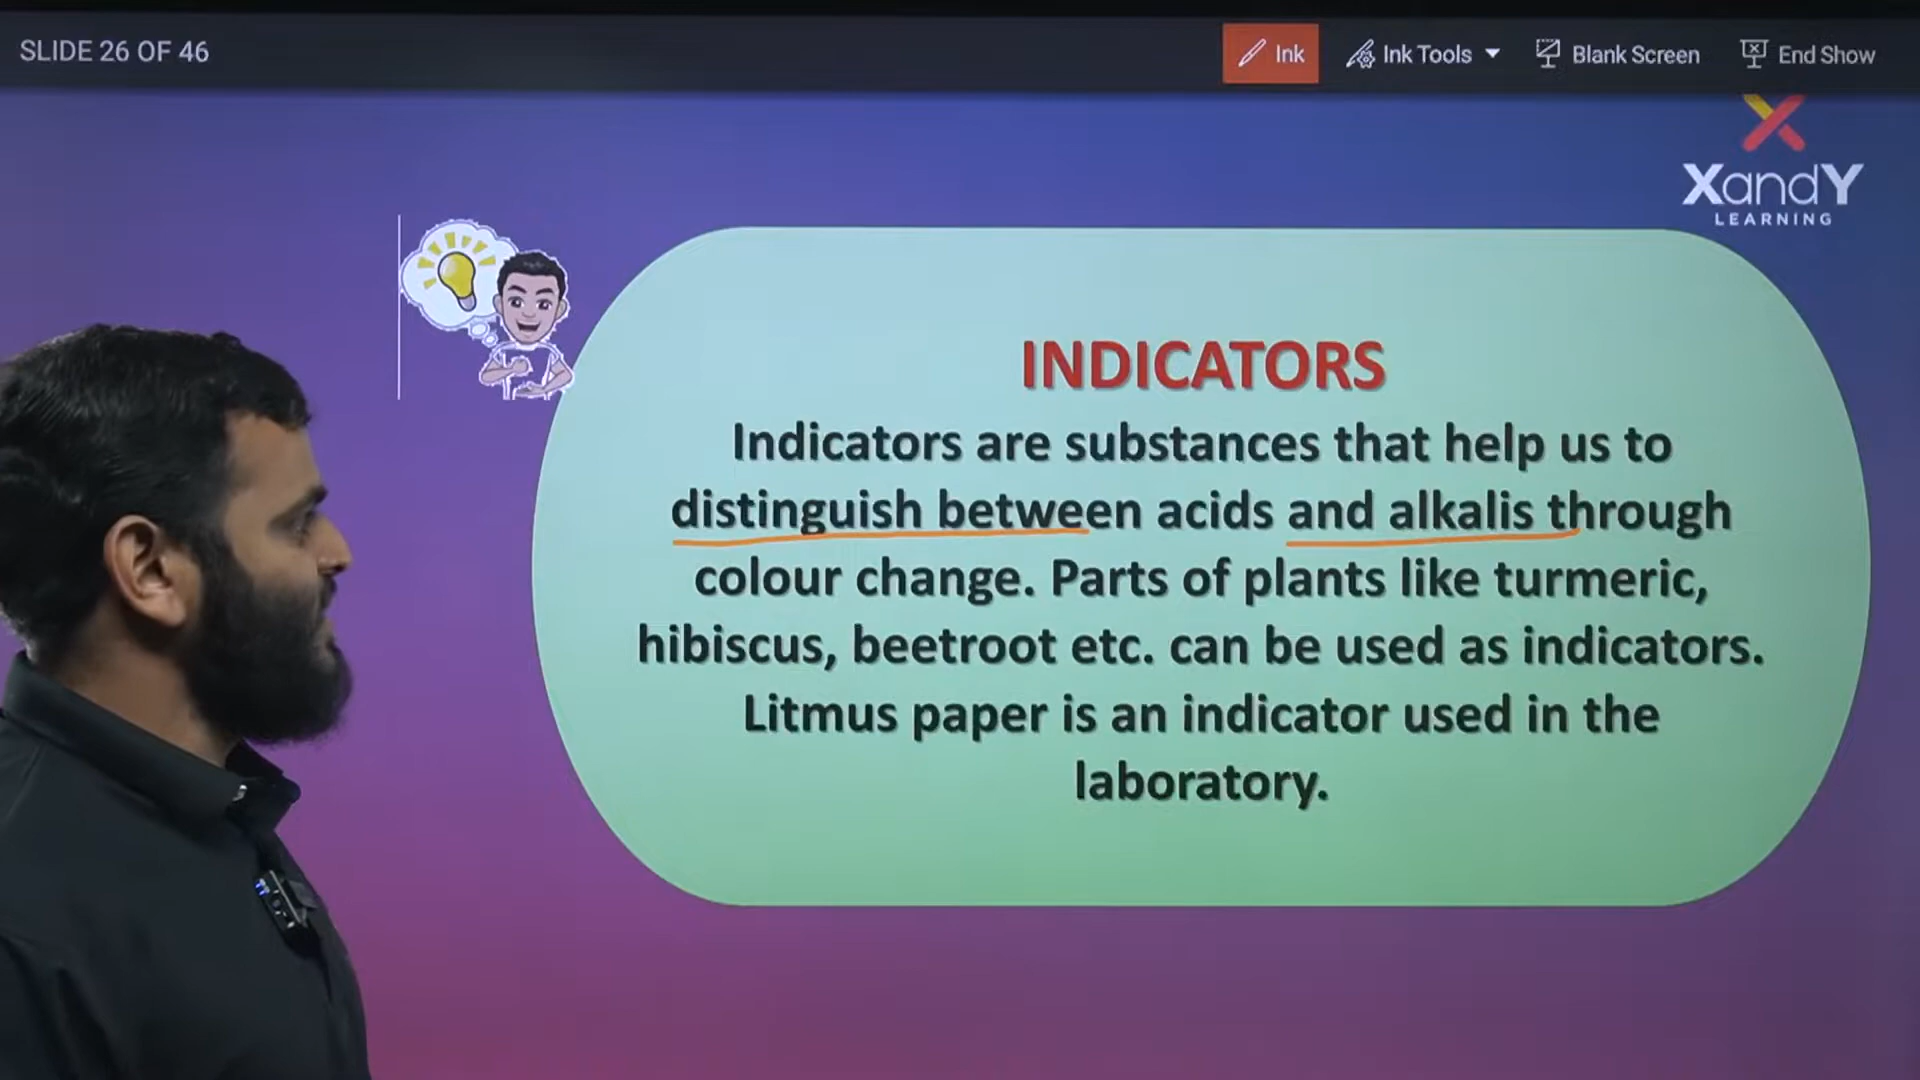 SLIDE 26 OF 46
Ink
Ink Tools
Blank Screen
End Show
XandY
LEARNING
INDICATORS
Indicators are substances that help us to
distinguish between acids and alkalis through
colour change. Parts of plants like turmeric,
hibiscus, beetroot etc. can be used as indicators.
Litmus paper is an indicator used in the
laboratory.